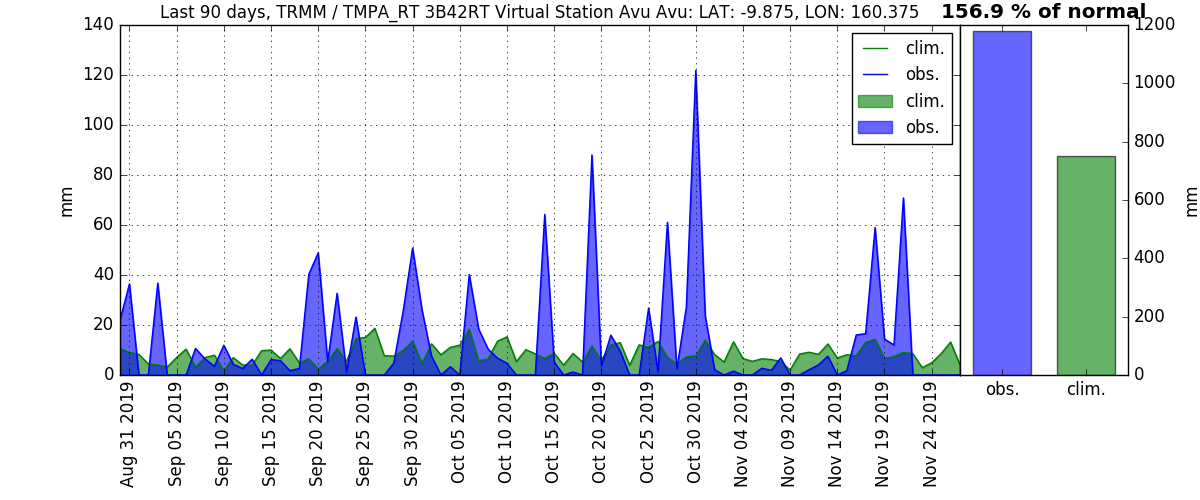 Last 90 days, TRMM / TMPA_RT 3B42RT Virtual Station Avu Avu: LAT: -9.875, LON: 160.375
156.9 % of normal
140
120
100
80
60
40
20
0
mm
clim.
obs.
clim.
obs.
1200
1000
800
600
400
200
0
mm
obs.
clim.
Aug 31 2019
Sep 05 2019
Sep 10 2019
Sep 15 2019
Sep 20 2019
Sep 25 2019
Sep 30 2019
Oct 05 2019
Oct 10 2019
Oct 15 2019
Oct 20 2019
Oct 25 2019
Oct 30 2019
Nov 04 2019
Nov 09 2019
Nov 14 2019
Nov 19 2019
Nov 24 2019